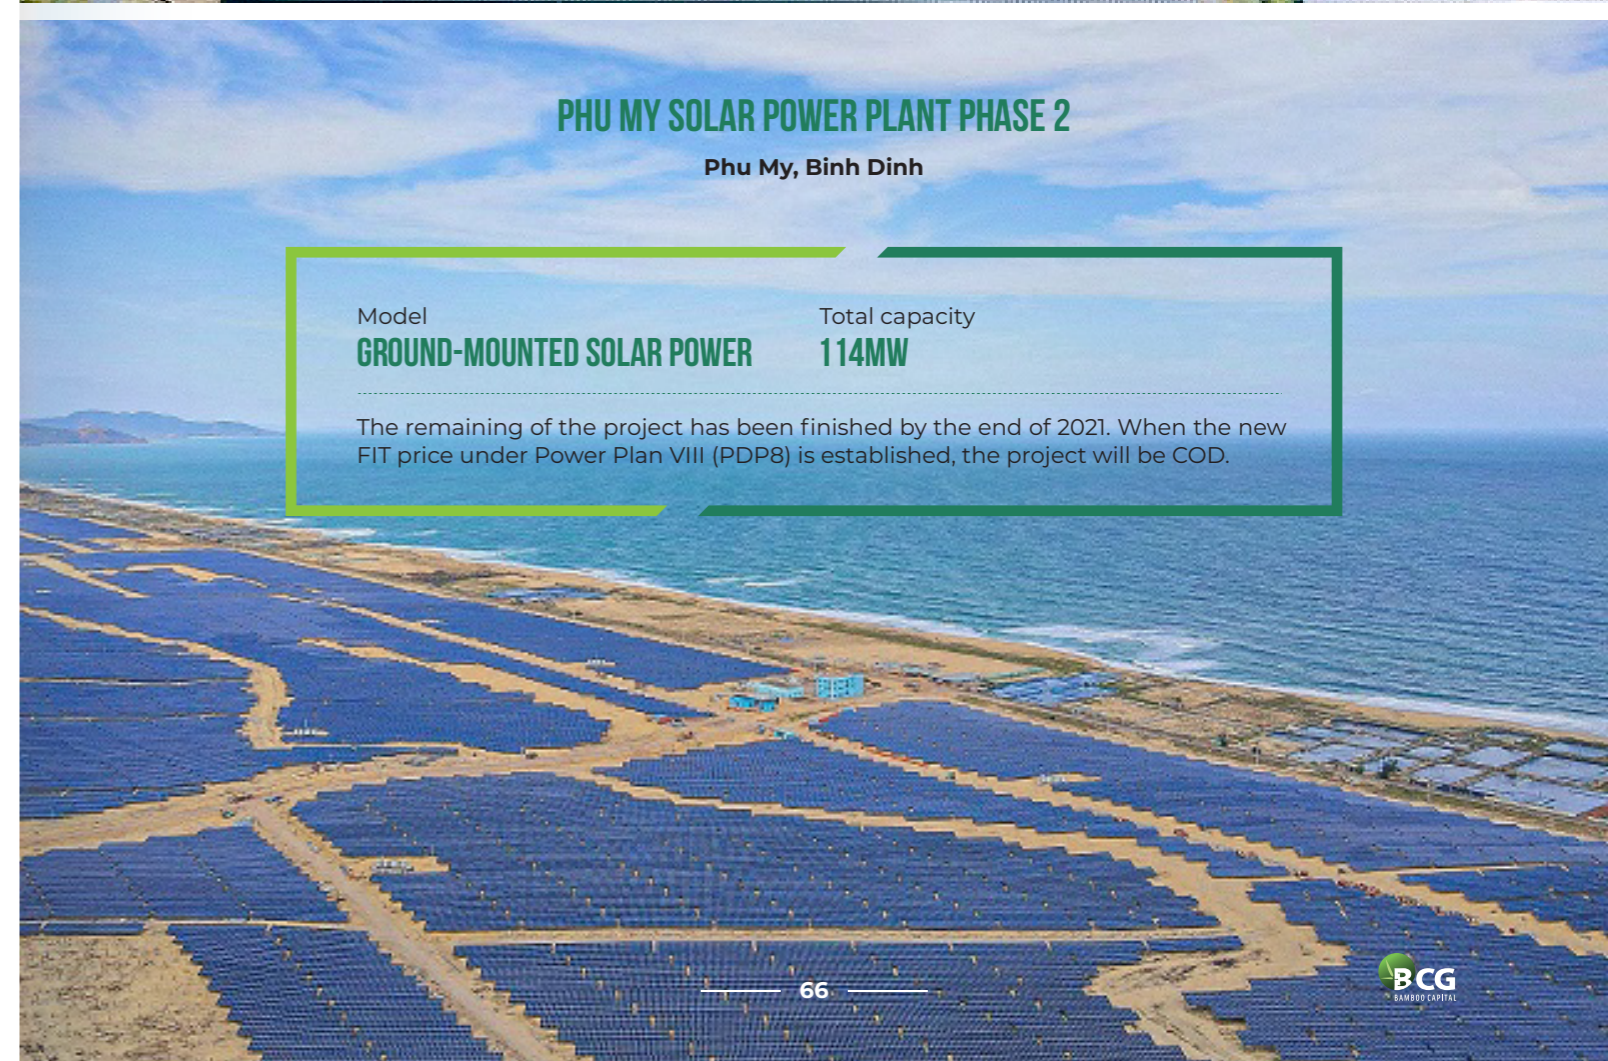 PHU MY SOLAR POWER PLANT PHASE 2
Phu My, Binh Dinh
Model
GROUND-MOUNTED SOLAR POWER
Total capacity
114MW
The remaining of the project has been finished by the end of 2021. When the new
FIT price under Power Plan VIII (PDP8) is established, the project will be COD.
66
BCG
BAMBOO CAPITAL